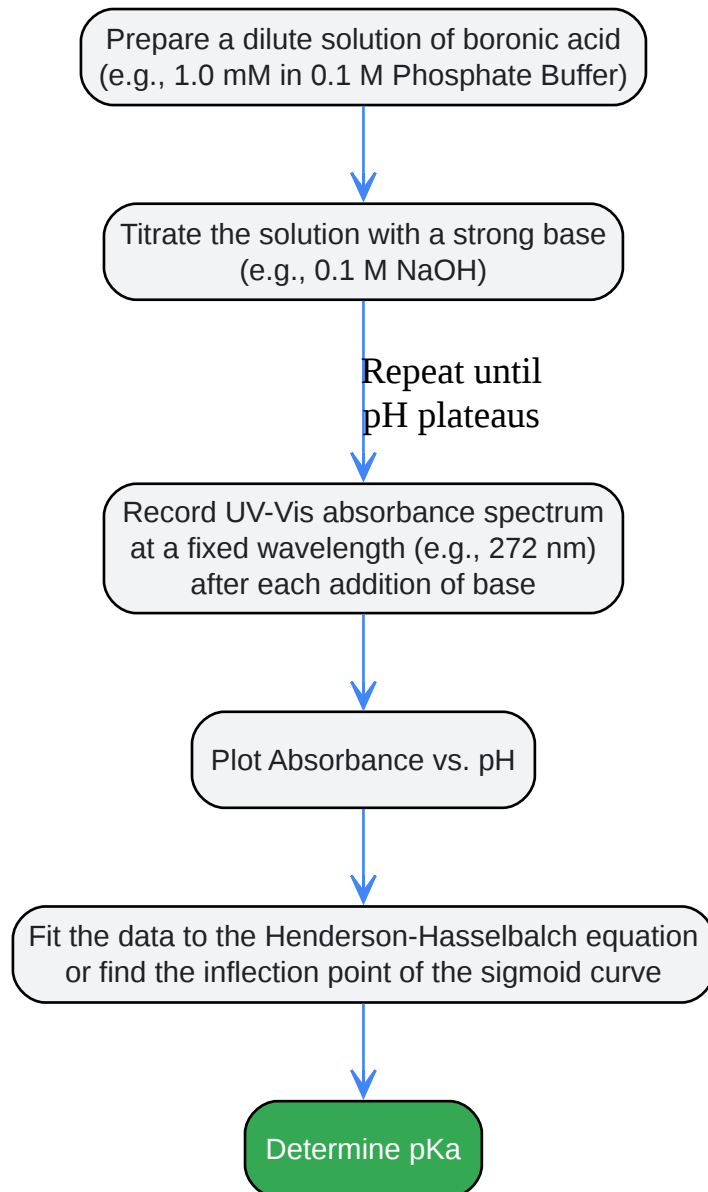 Prepare a dilute solution of boronic acid
(e.g., 1.0 mM in 0.1 M Phosphate Buffer)
Titrate the solution with a strong base
(e.g., 0.1 M NaOH)
Repeat until
pH plateaus
Record UV-Vis absorbance spectrum
at a fixed wavelength (e.g., 272 nm)
after each addition of base
Plot Absorbance vs. pH
Fit the data to the Henderson-Hasselbalch equation
or find the inflection point of the sigmoid curve
Determine pKa